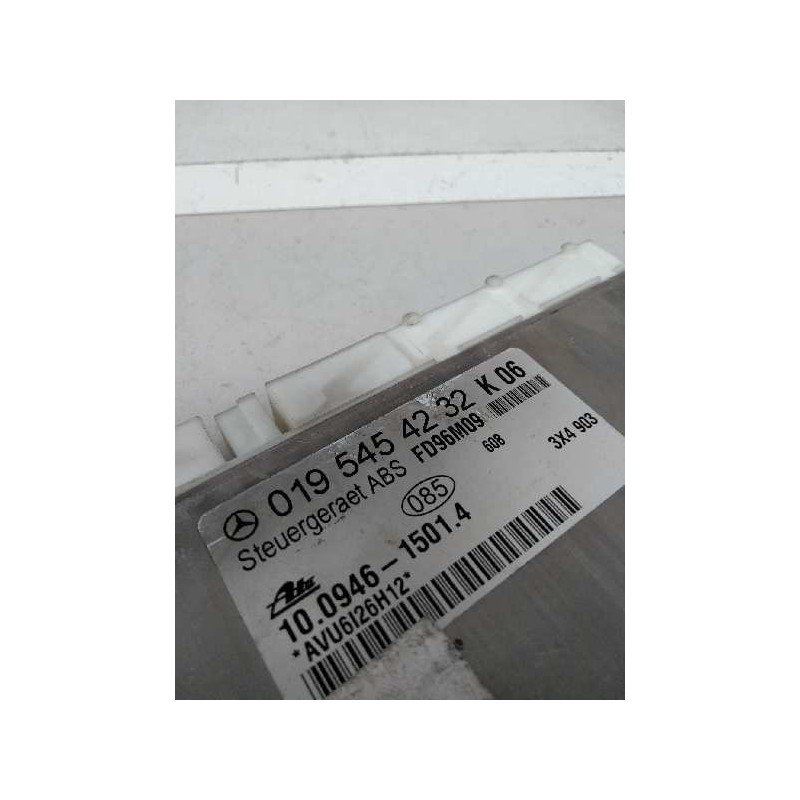 019 545 42 32 K 06
Steuergeraet ABS FD96M09
085 608 3X4 903
Ate
10.0946-1501.4
*AVU6I26H12*